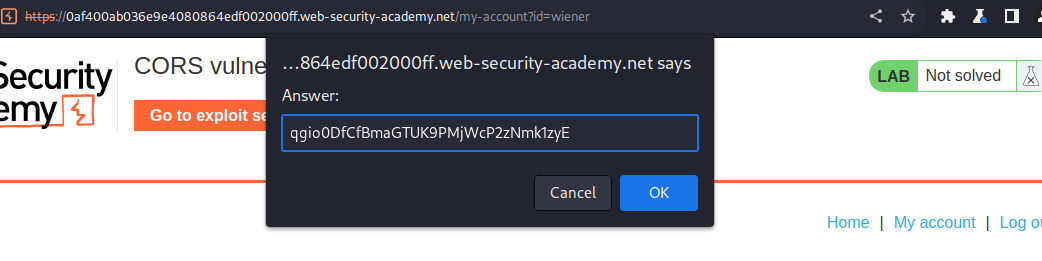 https://0af400ab036e9e4080864edf002000ff.web-security-academy.net/my-account?id=wiener
Security
emy
CORS vulne
Go to exploit se
...864edf002000ff.web-security-academy.net says
Answer:
qgio0DfCfBmaGTUK9PMjWcP2zNmk1zyE
Cancel
OK
LAB
Not solved
Home | My account | Log ou